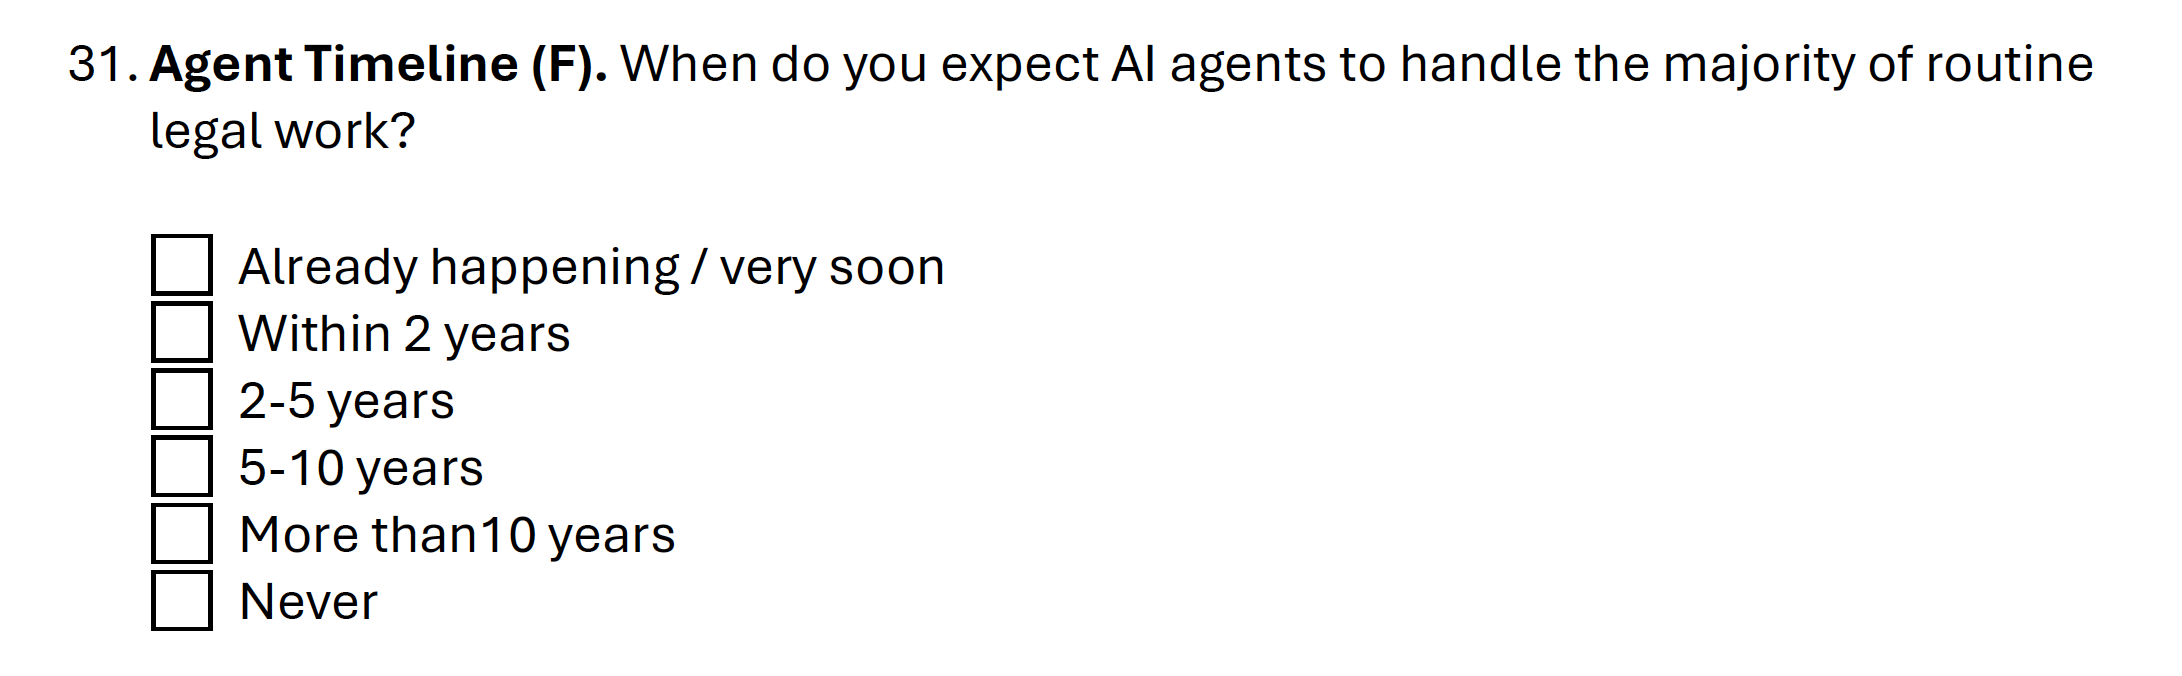 31. Agent Timeline (F). When do you expect AI agents to handle the majority of routine
legal work?
Already happening / very soon
Within 2 years
2-5 years
5-10 years
More than10 years
Never